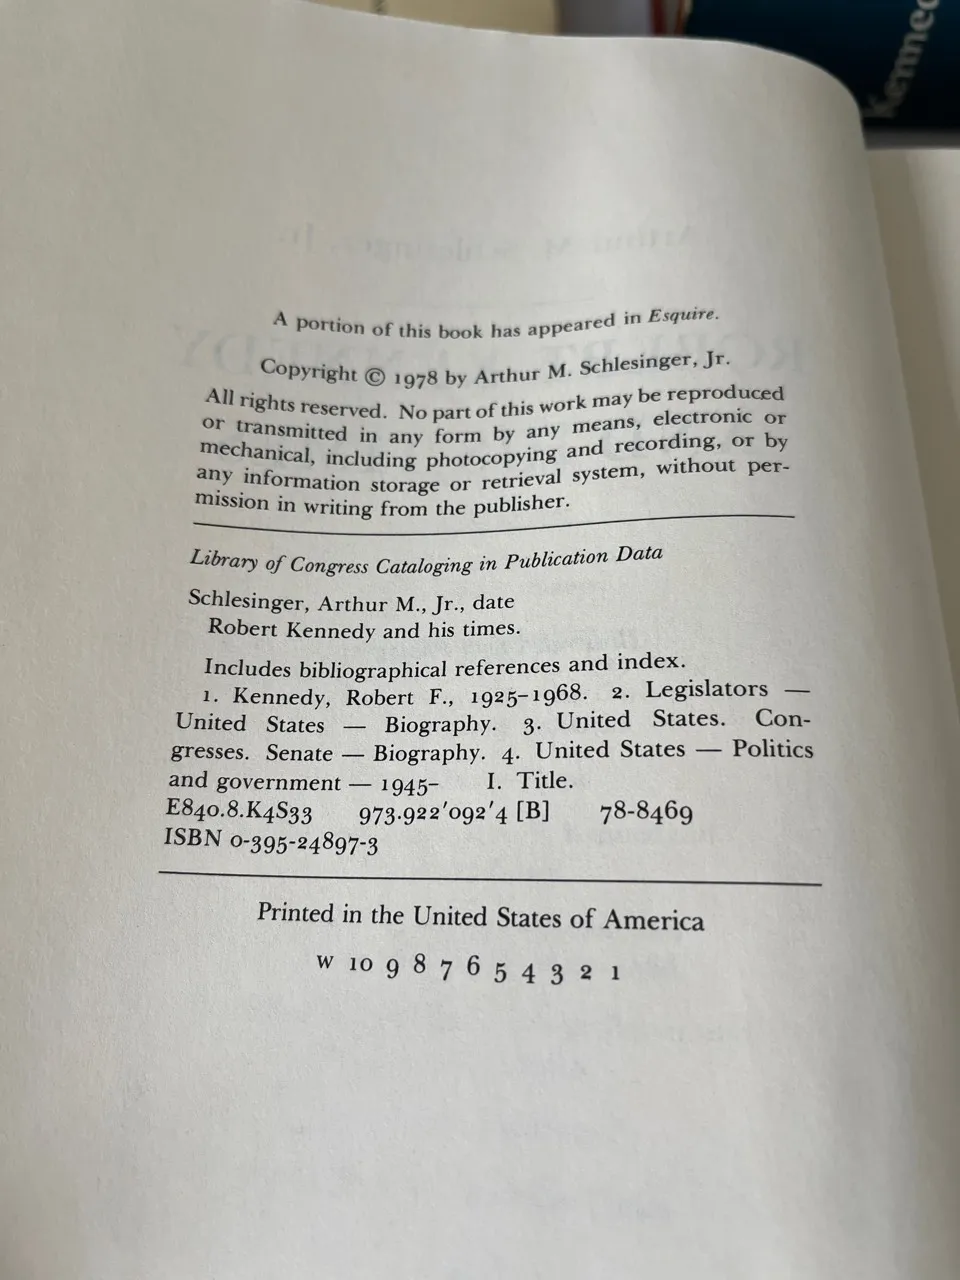 Kenned
A portion of this book has appeared in Esquire.
Copyright © 1978 by Arthur M. Schlesinger, Jr.
All rights reserved. No part of this work may be reproduced
or transmitted in any form by any means, electronic or
mechanical, including photocopying and recording, or by
any information storage or retrieval system, without per-
mission in writing from the publisher.
Library of Congress Cataloging in Publication Data
Schlesinger, Arthur M., Jr., date
Robert Kennedy and his times.
Includes bibliographical references and index.
1. Kennedy, Robert F., 1925–1968. 2. Legislators —
United States — Biography. 3. United States. Con-
gresses. Senate — Biography. 4. United States — Politics
and government — 1945– I. Title.
E840.8.K4S33 973.922′092′4 [B] 78-8469
ISBN 0-395-24897-3
Printed in the United States of America
W 10 9 8 7 6 5 4 3 2 1